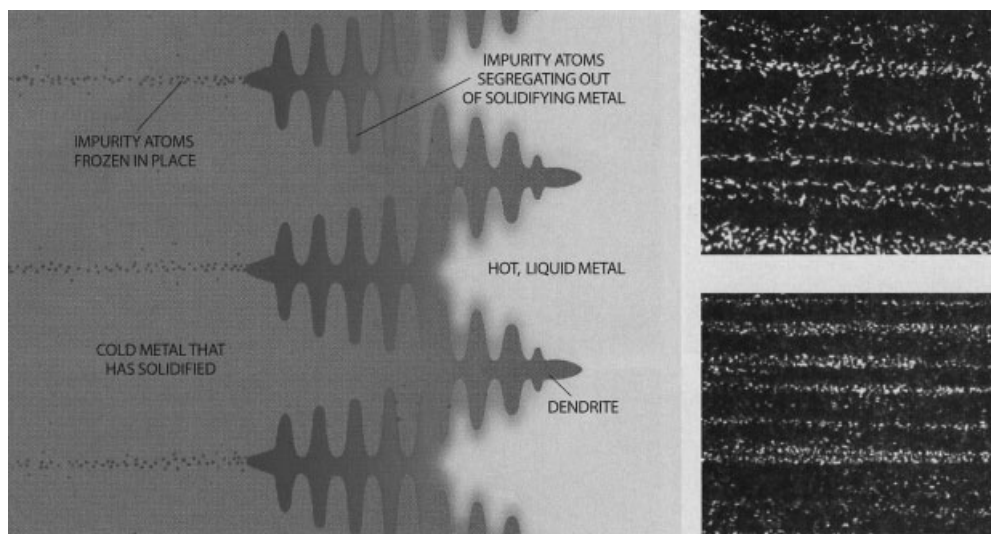 IMPURITY ATOMS
SEGREGATING OUT
OF SOLIDIFYING METAL
IMPURITY ATOMS
FROZEN IN PLACE
HOT, LIQUID METAL
COLD METAL THAT
HAS SOLIDIFIED
DENDRITE